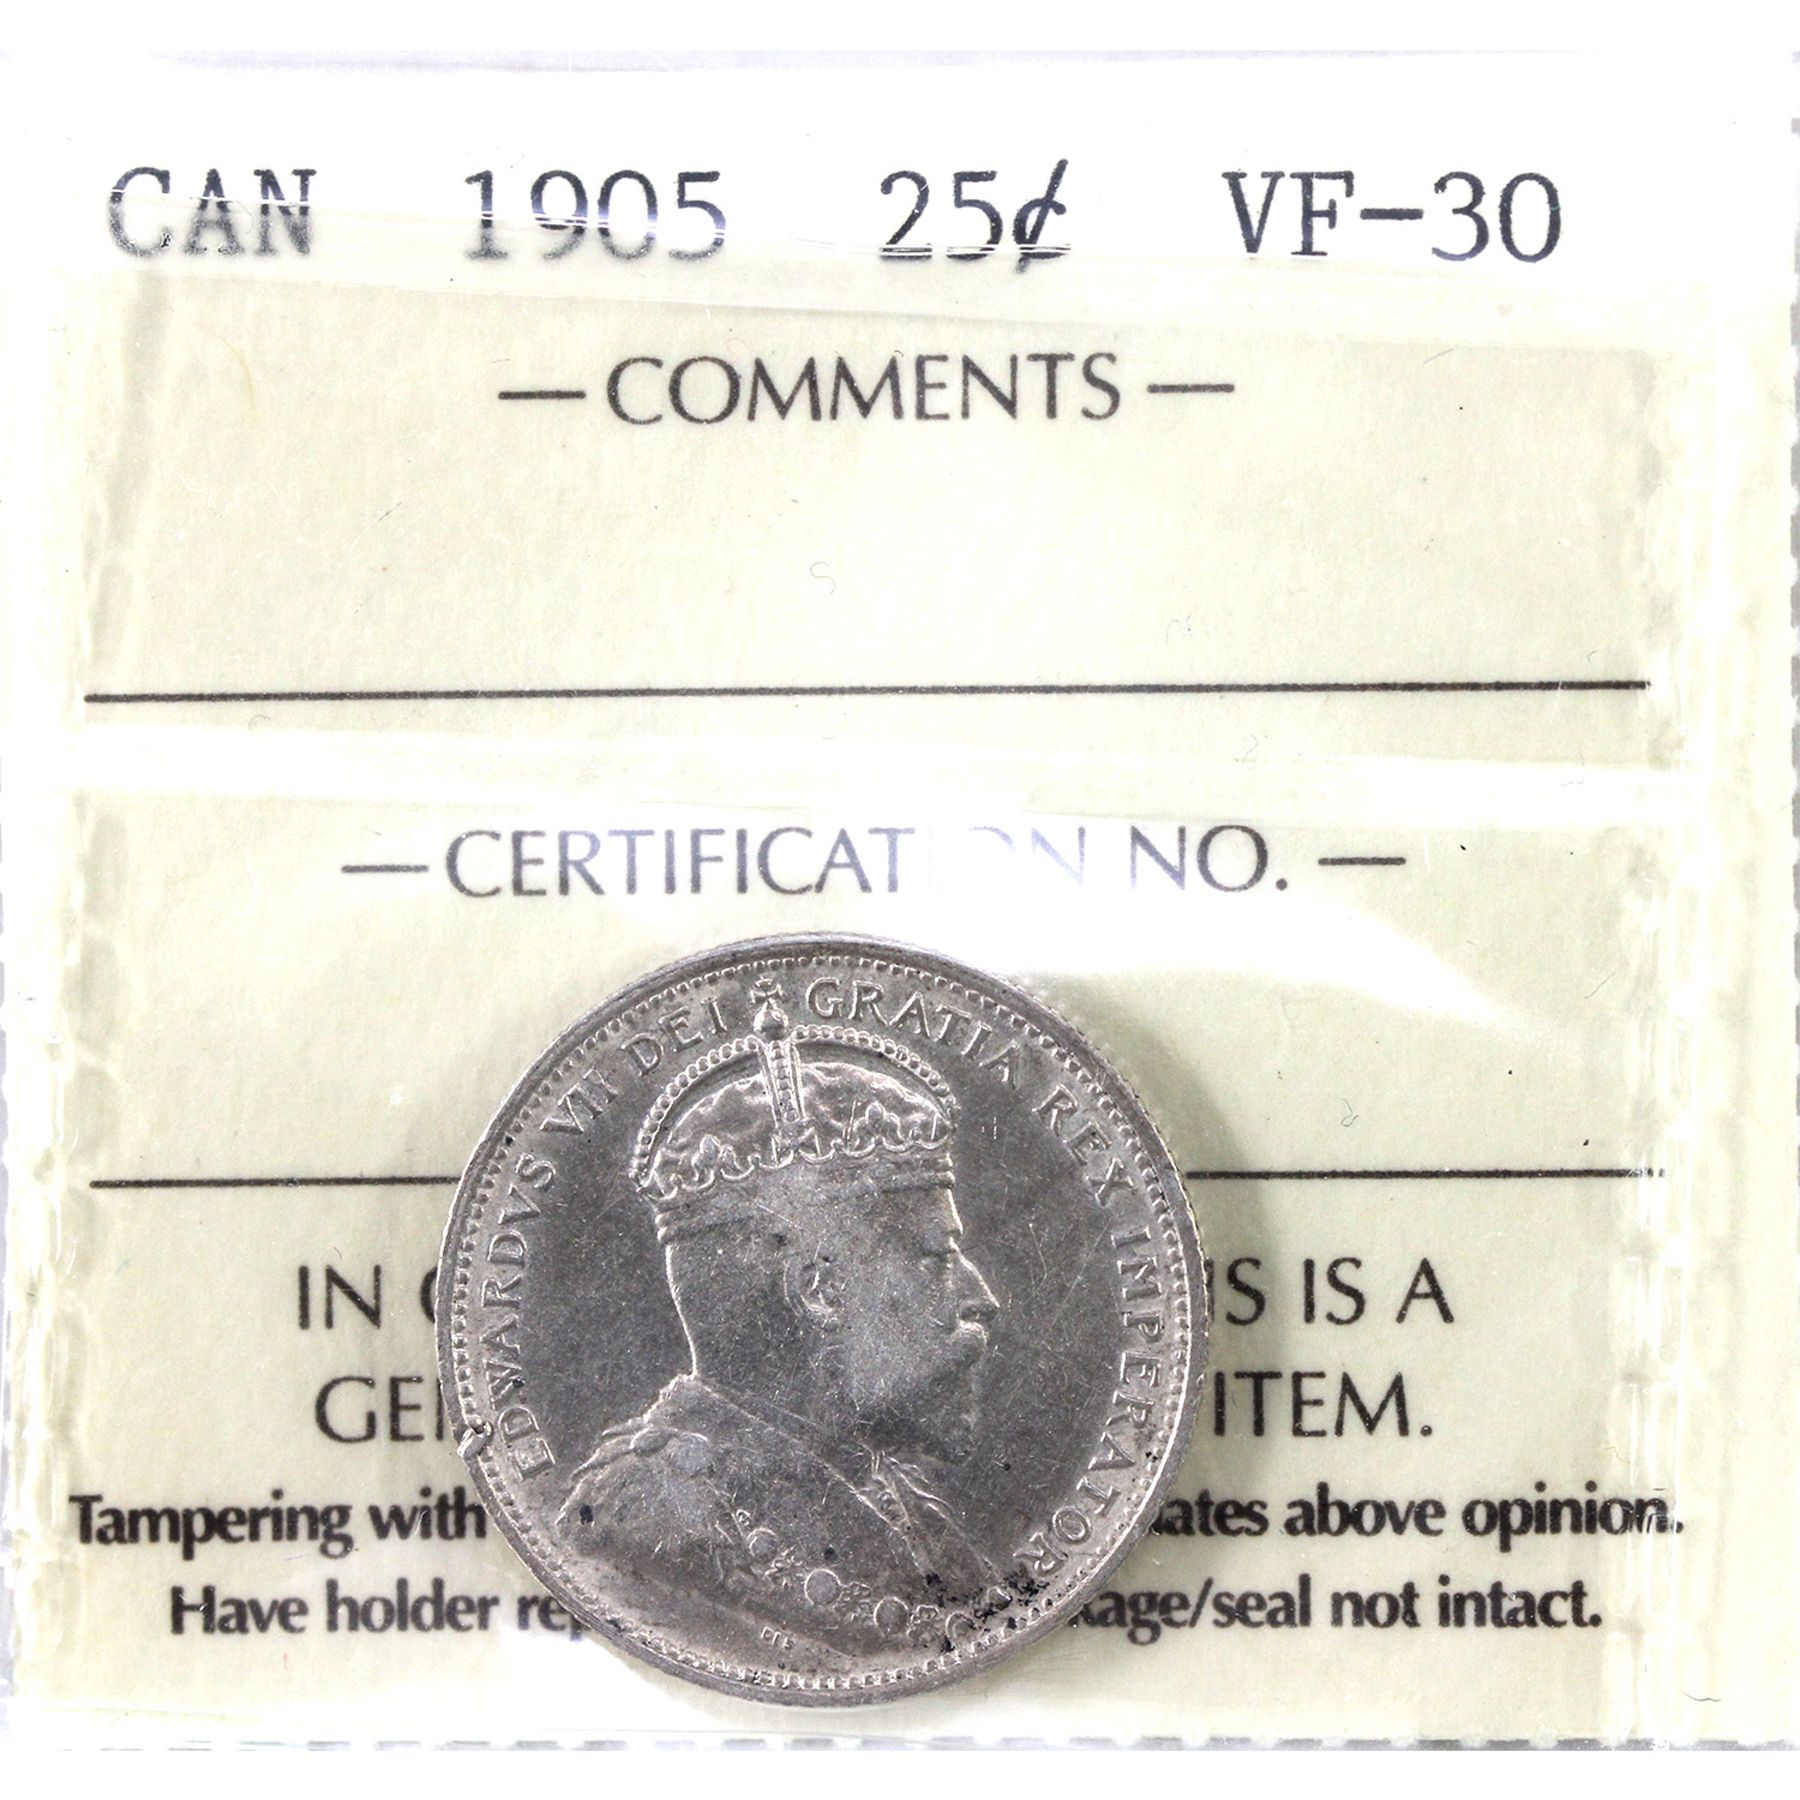 CAN 1905 25¢ VF-30
— COMMENTS —
— CERTIFICAT N NO. —
EDWARDVS VII DEI GRATIA REX IMPERATOR
IN IS IS A
GE ITEM.
Tampering with ates above opinion.
Have holder re kage/seal not intact.